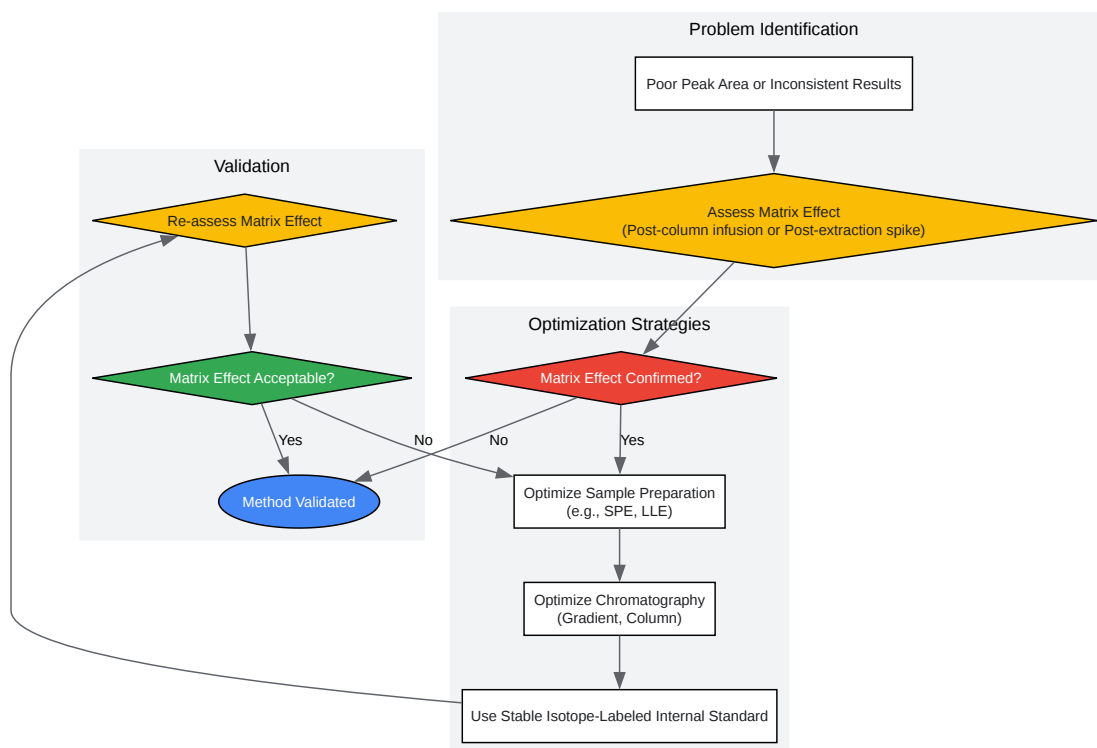 Problem Identification
Poor Peak Area or Inconsistent Results
Assess Matrix Effect
(Post-column infusion or Post-extraction spike)
Validation
Re-assess Matrix Effect
Matrix Effect Acceptable?
Yes
No
Method Validated
Optimization Strategies
Matrix Effect Confirmed?
No
Yes
Optimize Sample Preparation
(e.g., SPE, LLE)
Optimize Chromatography
(Gradient, Column)
Use Stable Isotope-Labeled Internal Standard